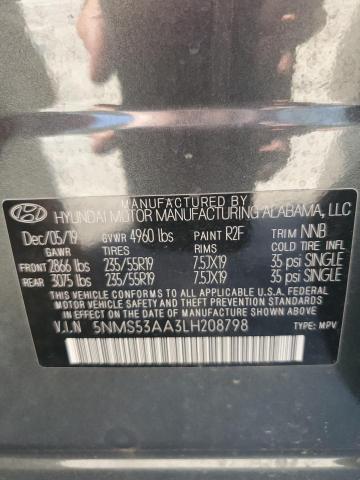 MANUFACTURED BY
HYUNDAI MOTOR MANUFACTURING ALABAMA, LLC
Dec/05/19 GVWR 4960 lbs PAINT R2F TRIM NNB
GAWR TIRES RIMS COLD TIRE INFL
FRONT 2866 lbs 235/55R19 7.5JX19 35 psi SINGLE
REAR 3075 lbs 235/55R19 7.5JX19 35 psi SINGLE
THIS VEHICLE CONFORMS TO ALL APPLICABLE U.S.A FEDERAL
MOTOR VEHICLE SAFETY, BUMPER, AND THEFT PREVENTION
STANDARDS IN EFFECT ON THE DATE OF MANUFACTURE SHOWN ABOVE.
V.I.N 5NMS53AA3LH208798 TYPE: MPV